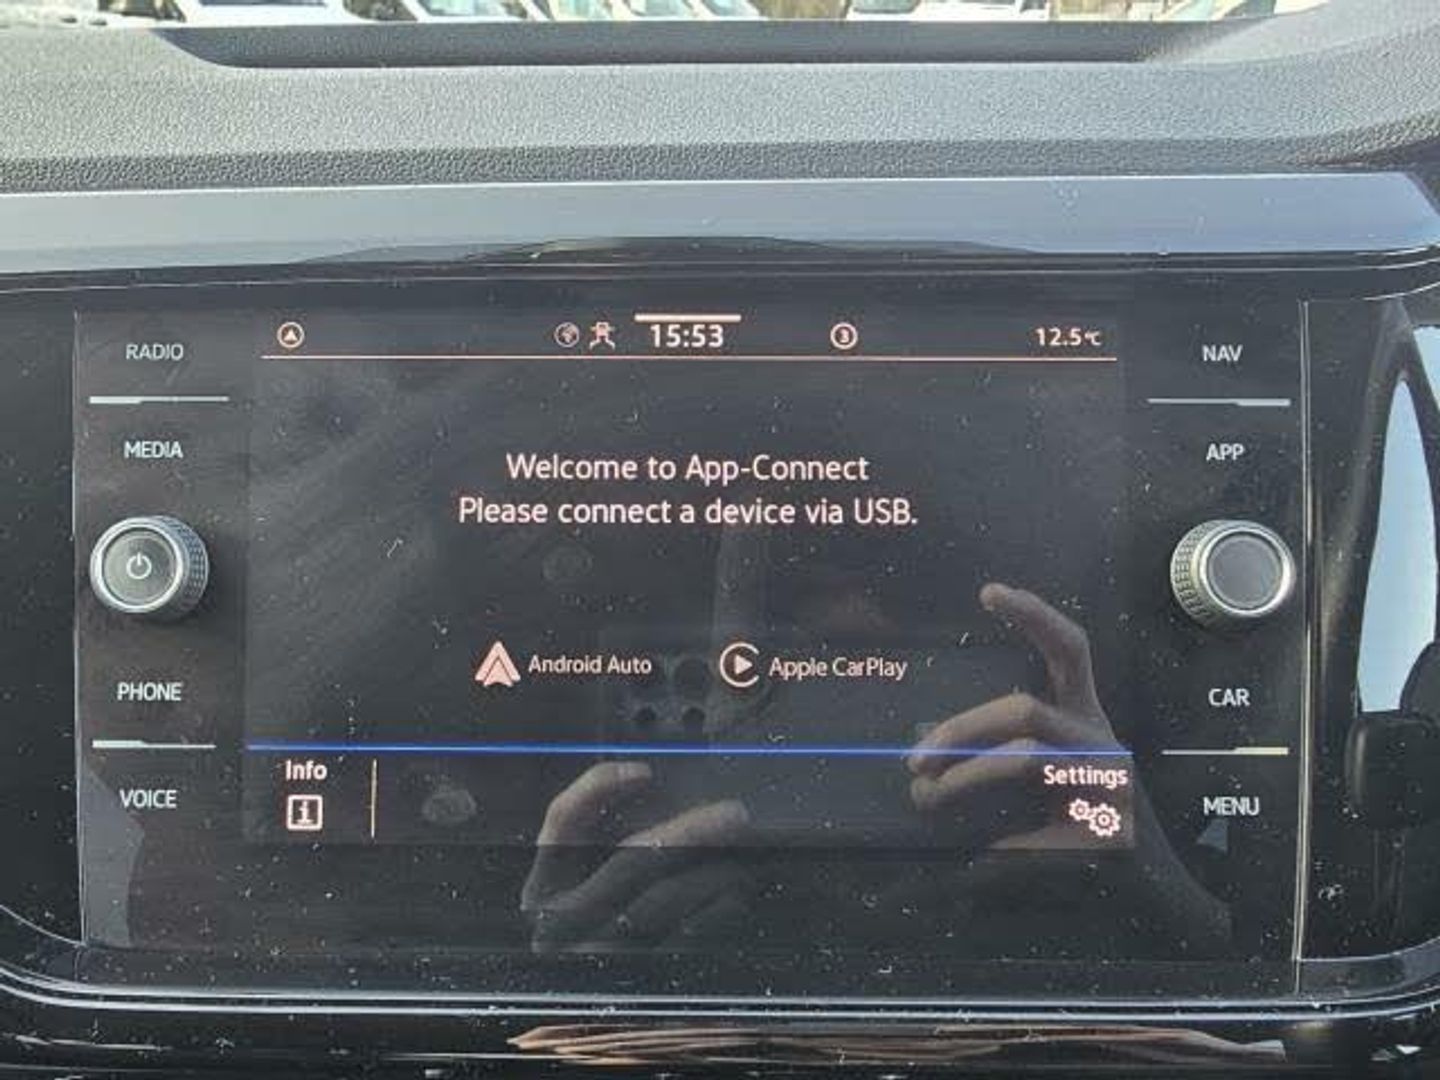 RADIO
15:53
3
12.5°C
NAV
MEDIA
Welcome to App-Connect
APP
Please connect a device via USB.
Android Auto
Apple CarPlay
PHONE
CAR
Info
Settings
VOICE
MENU